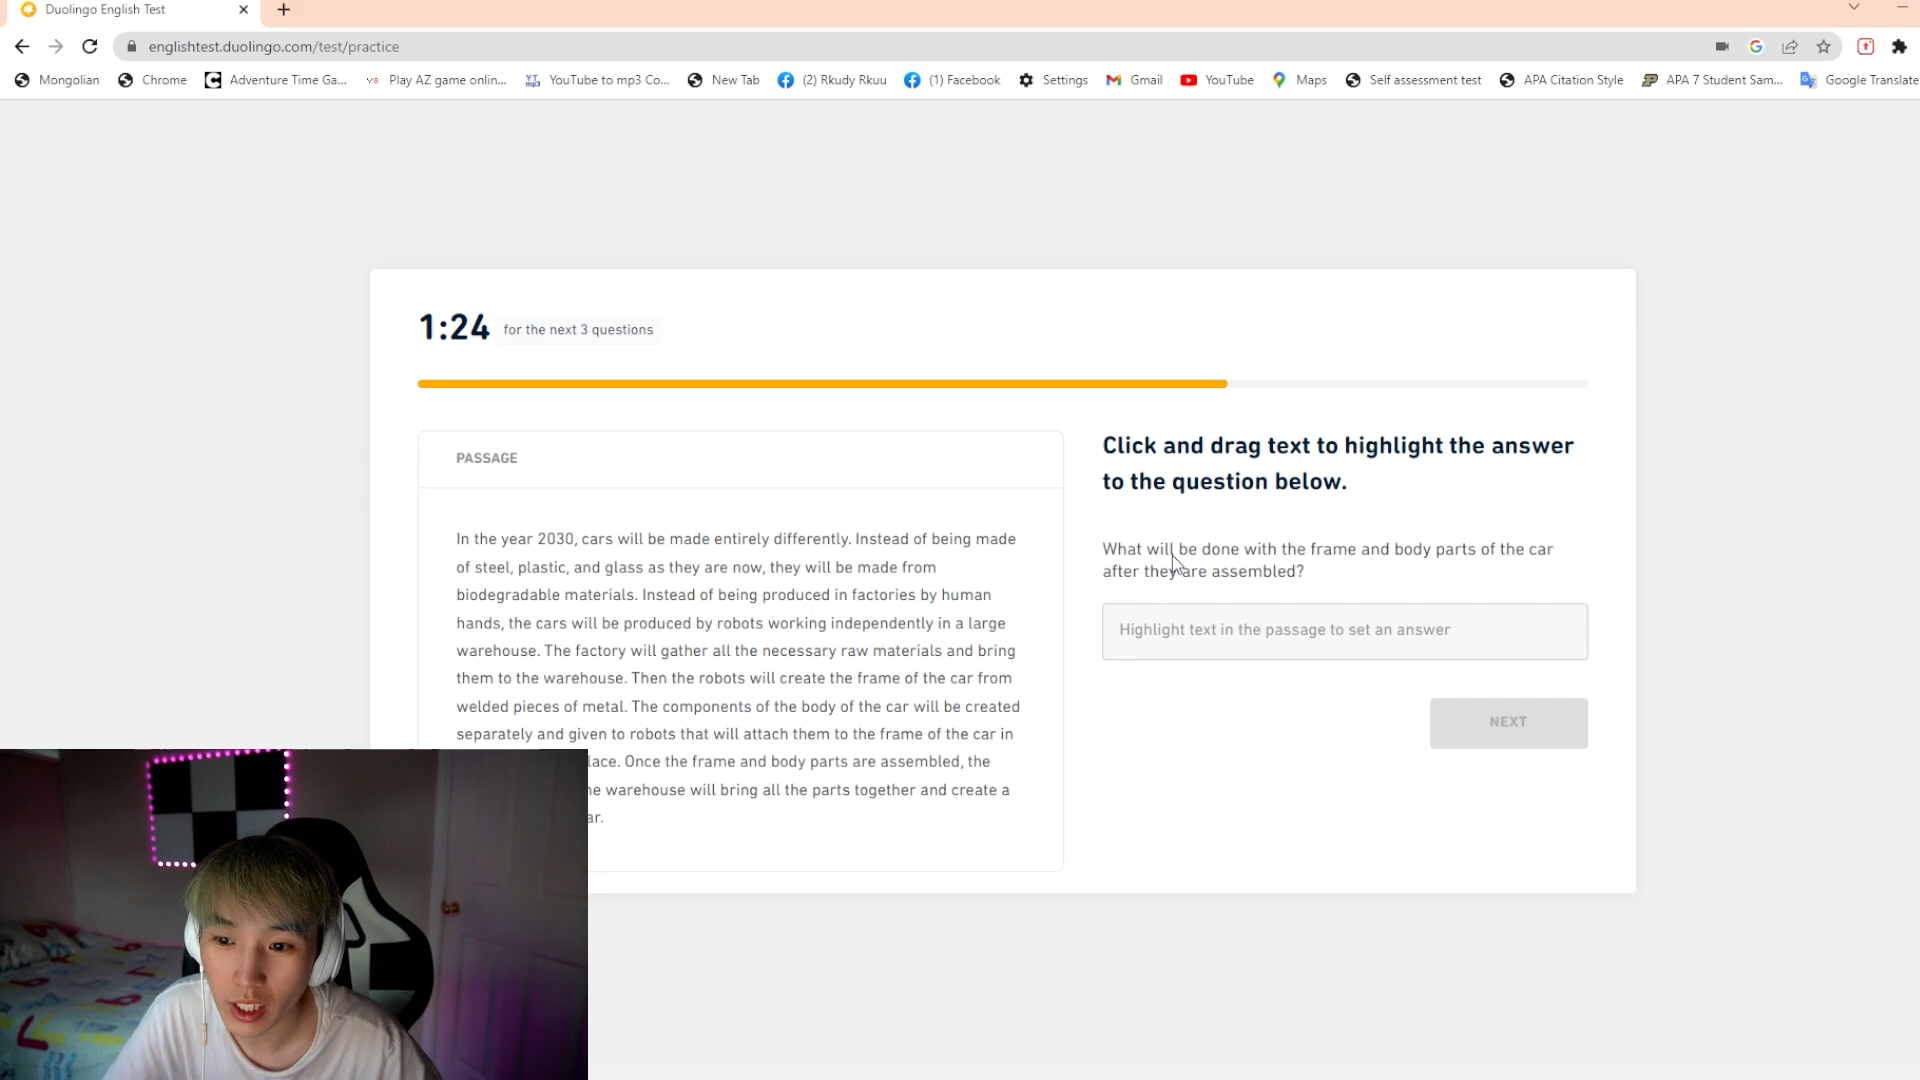 Duolingo English Test
englishtest.duolingo.com/test/practice
Mongolian Chrome Adventure Time Ga... Play AZ game onlin... YT mp3 YouTube to mp3 Co... New Tab (2) Rkudy Rkuu (1) Facebook Settings Gmail YouTube Maps Self assessment test APA Citation Style APA 7 Student Sam... Google Translate
1:24 for the next 3 questions
PASSAGE
In the year 2030, cars will be made entirely differently. Instead of being made
of steel, plastic, and glass as they are now, they will be made from
biodegradable materials. Instead of being produced in factories by human
hands, the cars will be produced by robots working independently in a large
warehouse. The factory will gather all the necessary raw materials and bring
them to the warehouse. Then the robots will create the frame of the car from
welded pieces of metal. The components of the body of the car will be created
separately and given to robots that will attach them to the frame of the car in
lace. Once the frame and body parts are assembled, the
he warehouse will bring all the parts together and create a
ar.
Click and drag text to highlight the answer
to the question below.
What will be done with the frame and body parts of the car
after they are assembled?
Highlight text in the passage to set an answer
NEXT